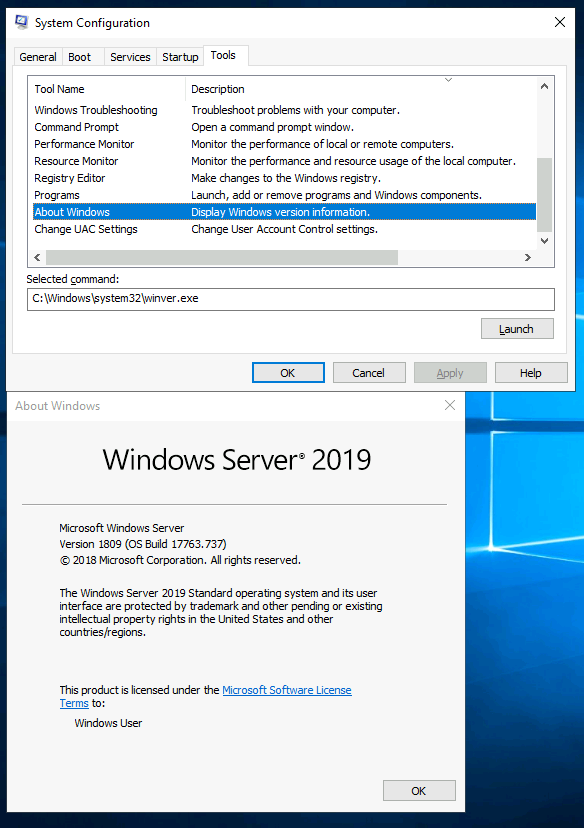 System Configuration
General Boot Services Startup Tools
Tool Name Description
Windows Troubleshooting Troubleshoot problems with your computer.
Command Prompt Open a command prompt window.
Performance Monitor Monitor the performance of local or remote computers.
Resource Monitor Monitor the performance and resource usage of the local computer.
Registry Editor Make changes to the Windows registry.
Programs Launch, add or remove programs and Windows components.
About Windows Display Windows version information.
Change UAC Settings Change User Account Control settings.
Selected command:
C:\Windows\system32\winver.exe
Launch
OK Cancel Apply Help
About Windows
Windows Server® 2019
Microsoft Windows Server
Version 1809 (OS Build 17763.737)
© 2018 Microsoft Corporation. All rights reserved.
The Windows Server 2019 Standard operating system and its user
interface are protected by trademark and other pending or existing
intellectual property rights in the United States and other
countries/regions.
This product is licensed under the Microsoft Software License
Terms to:
Windows User
OK